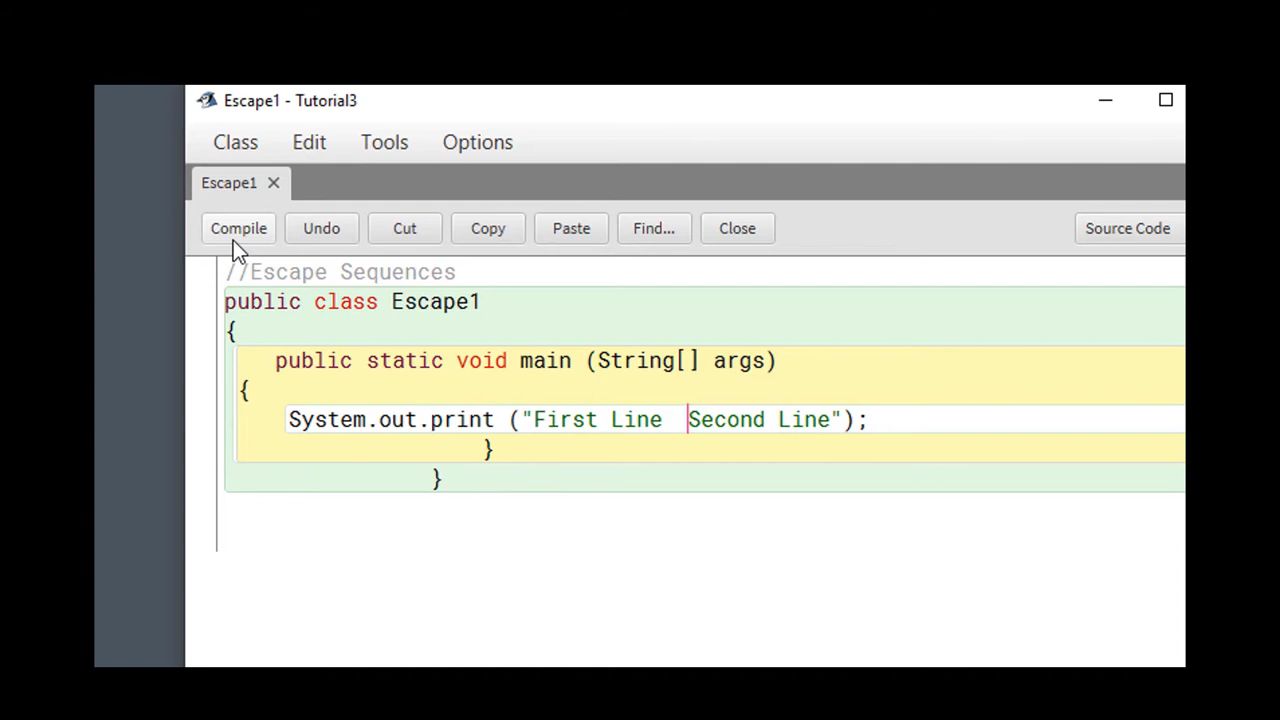 Escape1 - Tutorial3
Class Edit Tools Options
Escape1
Compile Undo Cut Copy Paste Find... Close Source Code
//Escape Sequences
public class Escape1
{
public static void main (String[] args)
{
System.out.print ("First Line  Second Line");
}
}